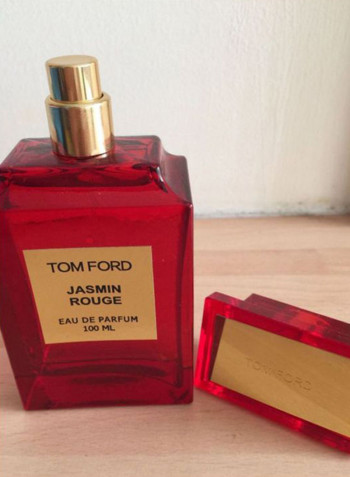 TOM FORD
JASMIN
ROUGE
EAU DE PARFUM
100 ML
TOM FORD